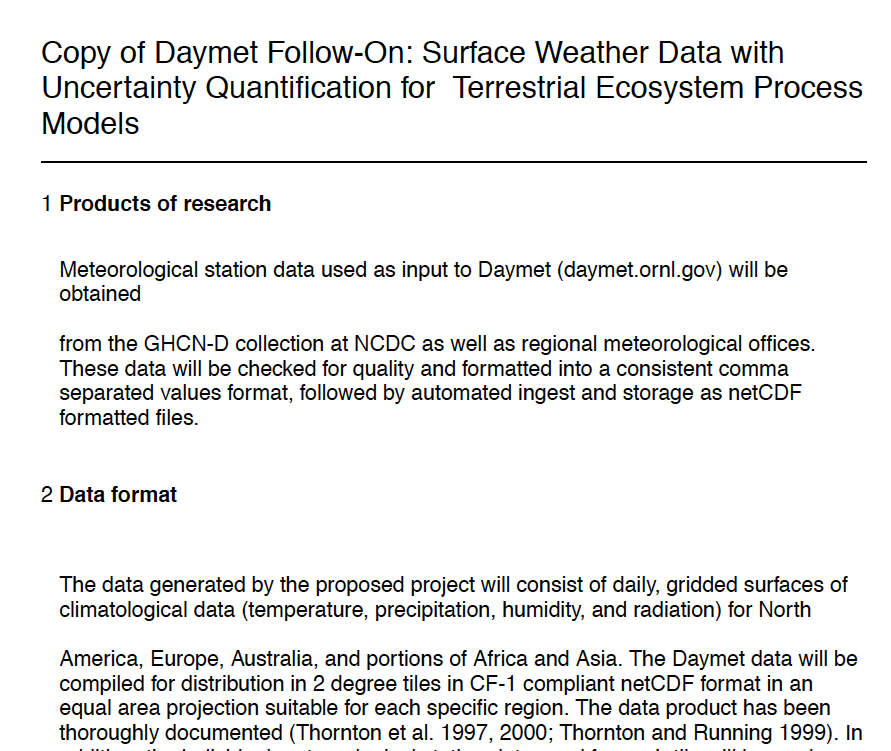 Copy of Daymet Follow-On: Surface Weather Data with
Uncertainty Quantification for  Terrestrial Ecosystem Process
Models
1 Products of research
Meteorological station data used as input to Daymet (daymet.ornl.gov) will be
obtained
from the GHCN-D collection at NCDC as well as regional meteorological offices.
These data will be checked for quality and formatted into a consistent comma
separated values format, followed by automated ingest and storage as netCDF
formatted files.
2 Data format
The data generated by the proposed project will consist of daily, gridded surfaces of
climatological data (temperature, precipitation, humidity, and radiation) for North
America, Europe, Australia, and portions of Africa and Asia. The Daymet data will be
compiled for distribution in 2 degree tiles in CF-1 compliant netCDF format in an
equal area projection suitable for each specific region. The data product has been
thoroughly documented (Thornton et al. 1997, 2000; Thornton and Running 1999). In